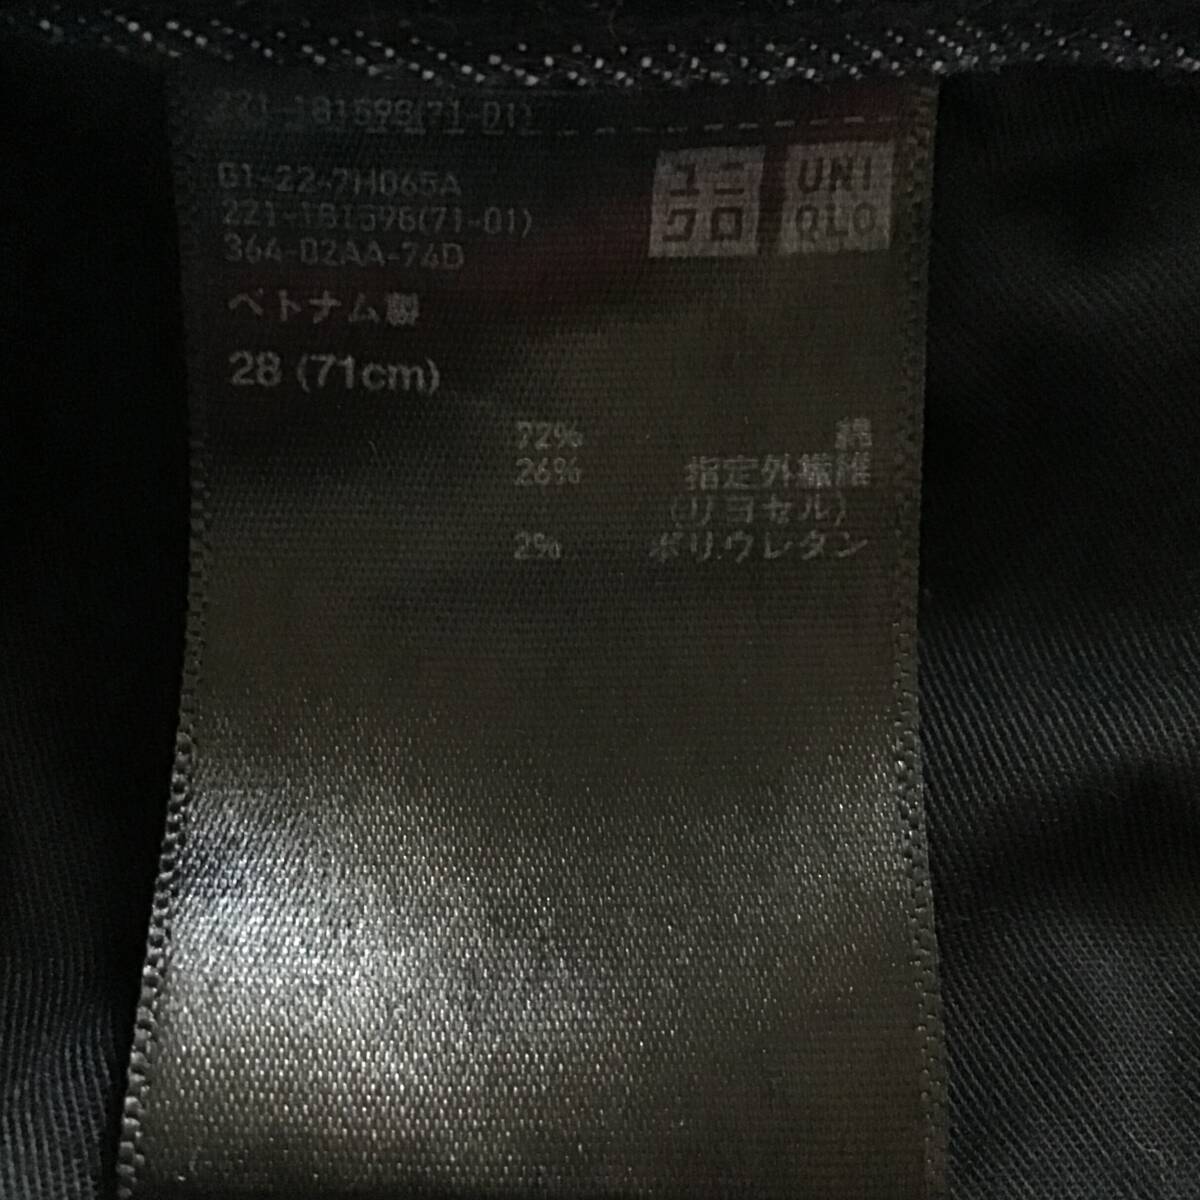 221-181598(71-01)
01-22-7H065A
221-181598(71-01)
364-02AA-74D
ユニ
クロ
UNI
QLO
ベトナム製
28 (71cm)
72% 綿
26% 指定外繊維
(リヨセル)
2% ポリウレタン